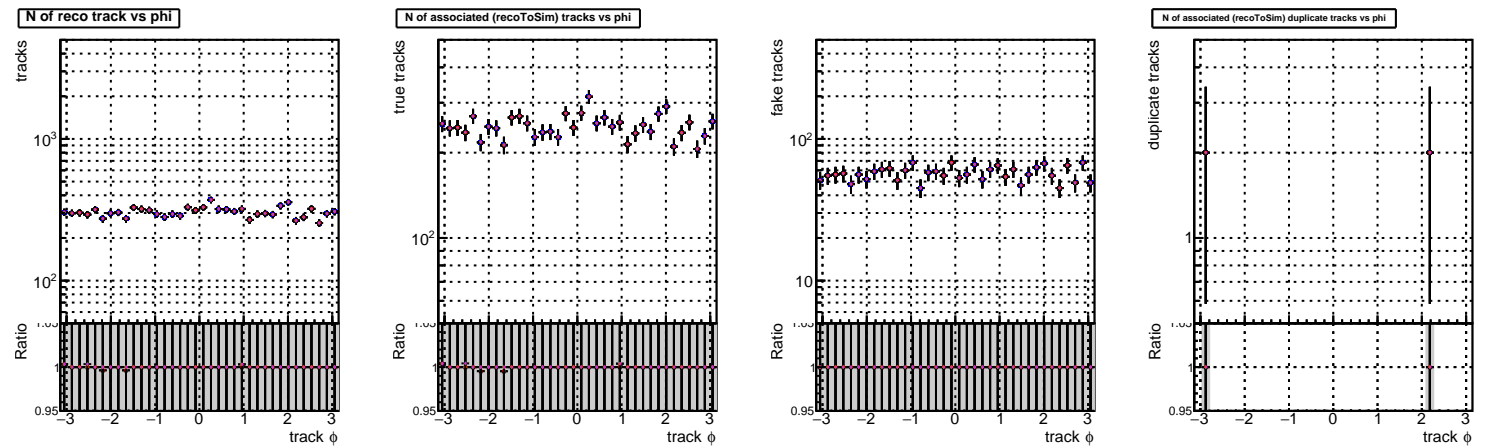 N of reco track vs phi
tracks
10³
10²
Ratio
1
0.95
−3 −2 −1 0 1 2 3
track ϕ
N of associated (recoToSim) tracks vs phi
true tracks
10²
Ratio
1
0.95
−3 −2 −1 0 1 2 3
track ϕ
fake tracks
10²
10
Ratio
1
0.95
−3 −2 −1 0 1 2 3
track ϕ
N of associated (recoToSim) duplicate tracks vs phi
duplicate tracks
1
Ratio
1
0.95
−3 −2 −1 0 1 2 3
track ϕ